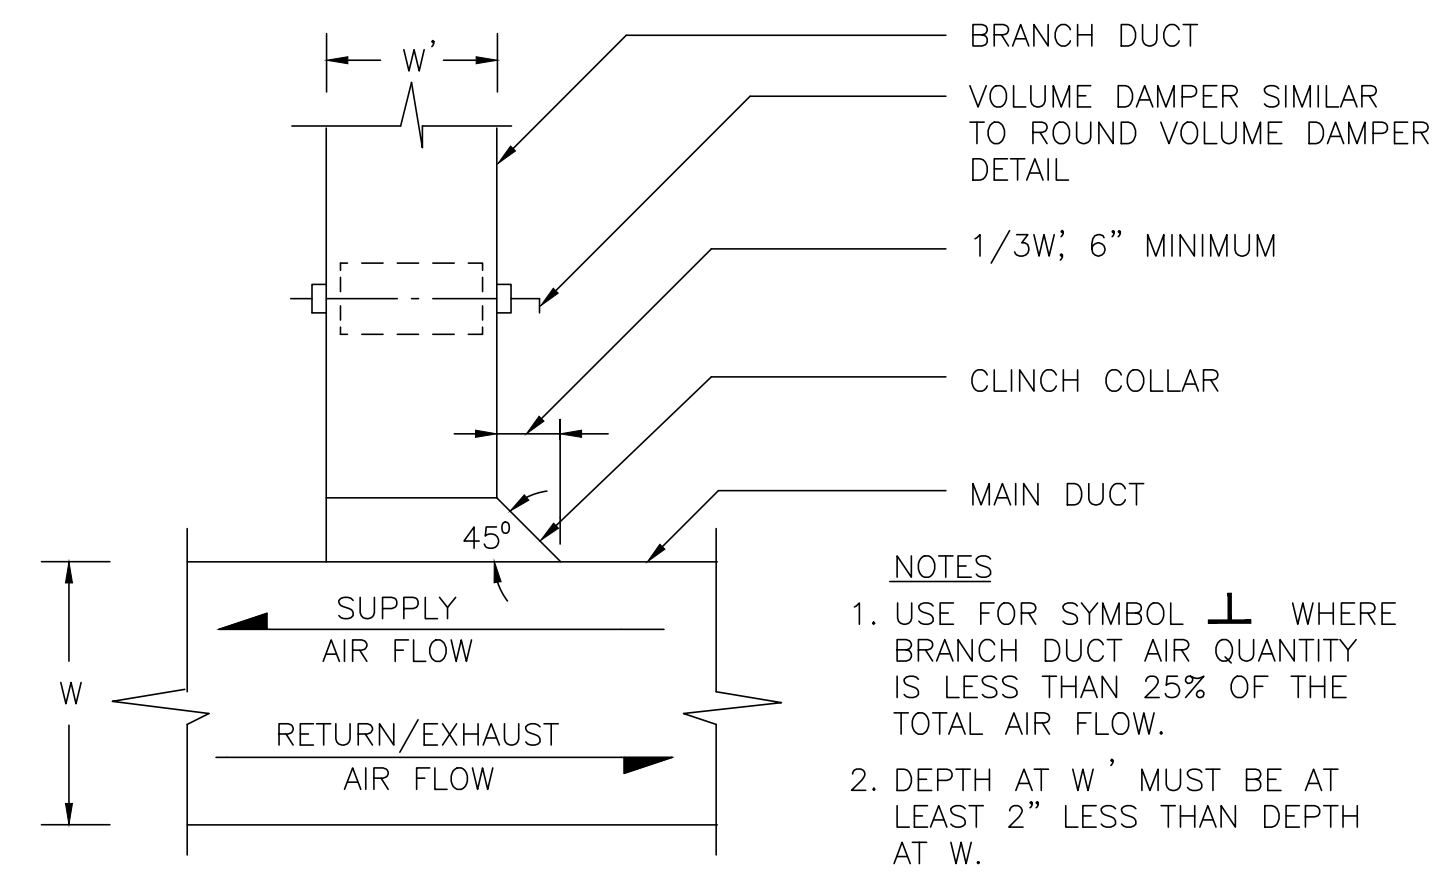 W'
BRANCH DUCT
VOLUME DAMPER SIMILAR
TO ROUND VOLUME DAMPER
DETAIL
1/3W', 6" MINIMUM
CLINCH COLLAR
MAIN DUCT
45°
SUPPLY
AIR FLOW
W
RETURN/EXHAUST
AIR FLOW
NOTES
1. USE FOR SYMBOL ⊥ WHERE
BRANCH DUCT AIR QUANTITY
IS LESS THAN 25% OF THE
TOTAL AIR FLOW.
2. DEPTH AT W' MUST BE AT
LEAST 2" LESS THAN DEPTH
AT W.